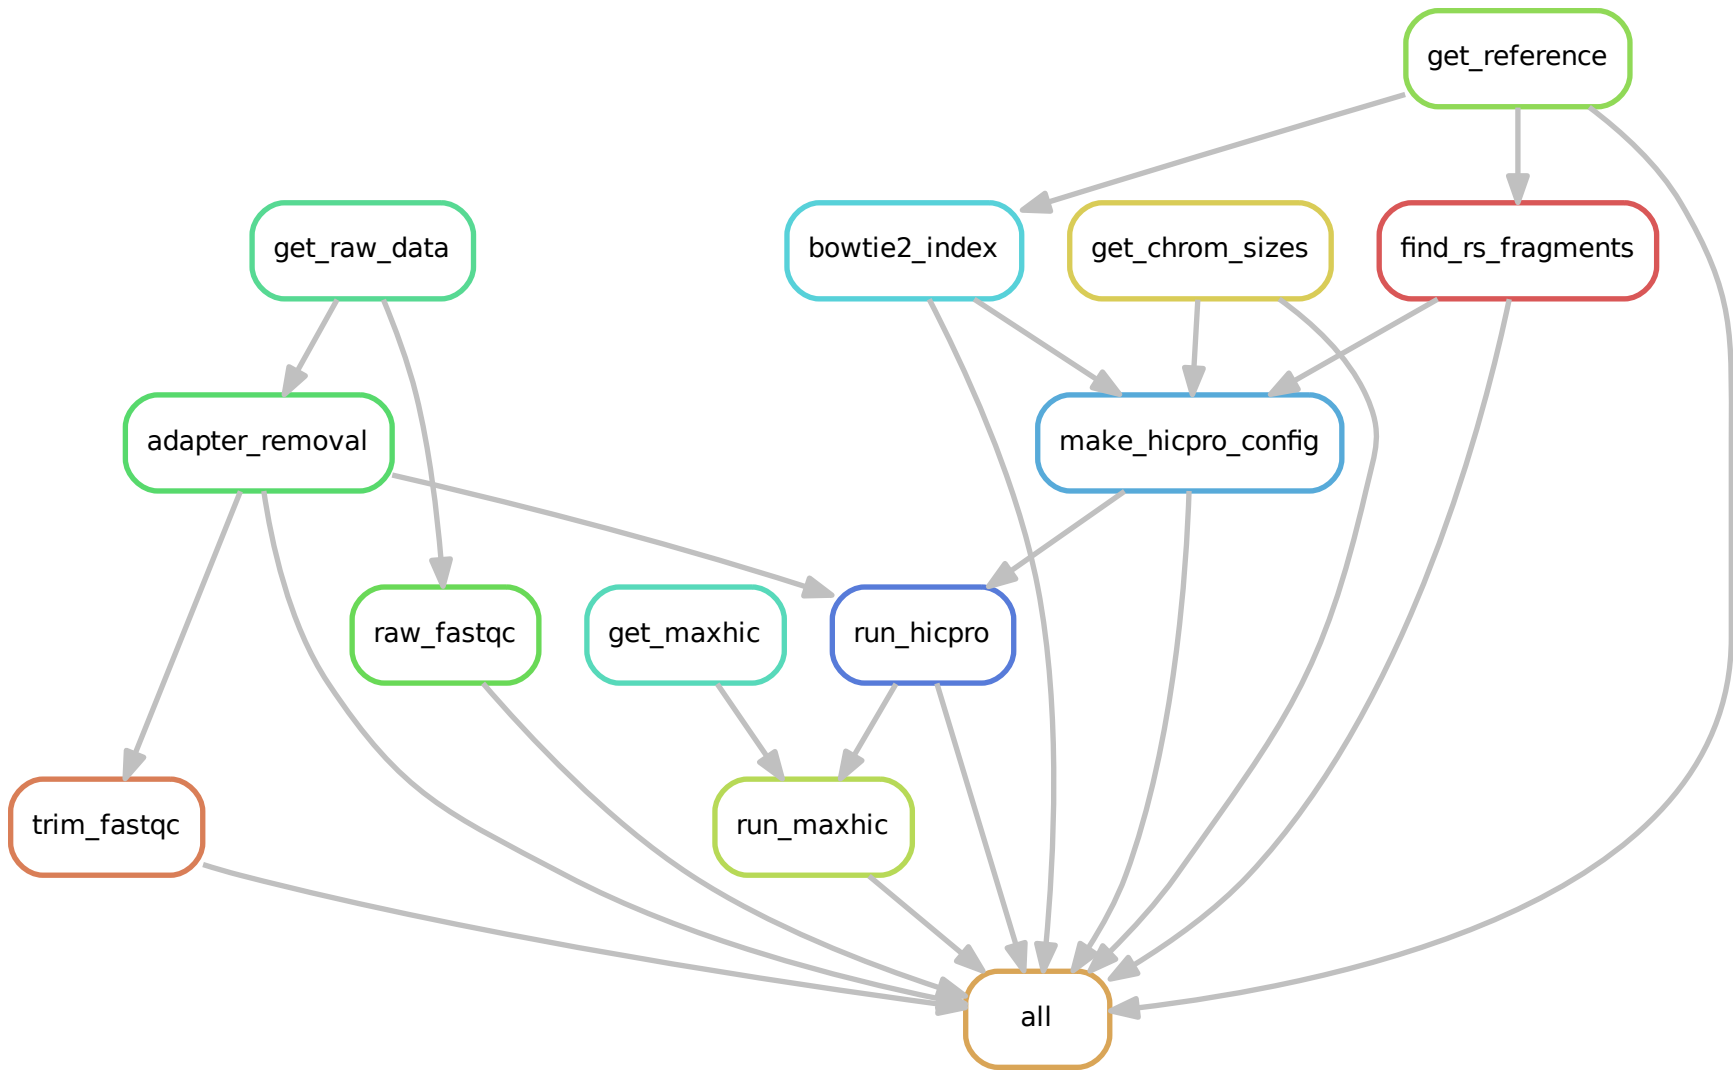 get_reference
get_raw_data
bowtie2_index
get_chrom_sizes
find_rs_fragments
adapter_removal
make_hicpro_config
raw_fastqc
get_maxhic
run_hicpro
trim_fastqc
run_maxhic
all